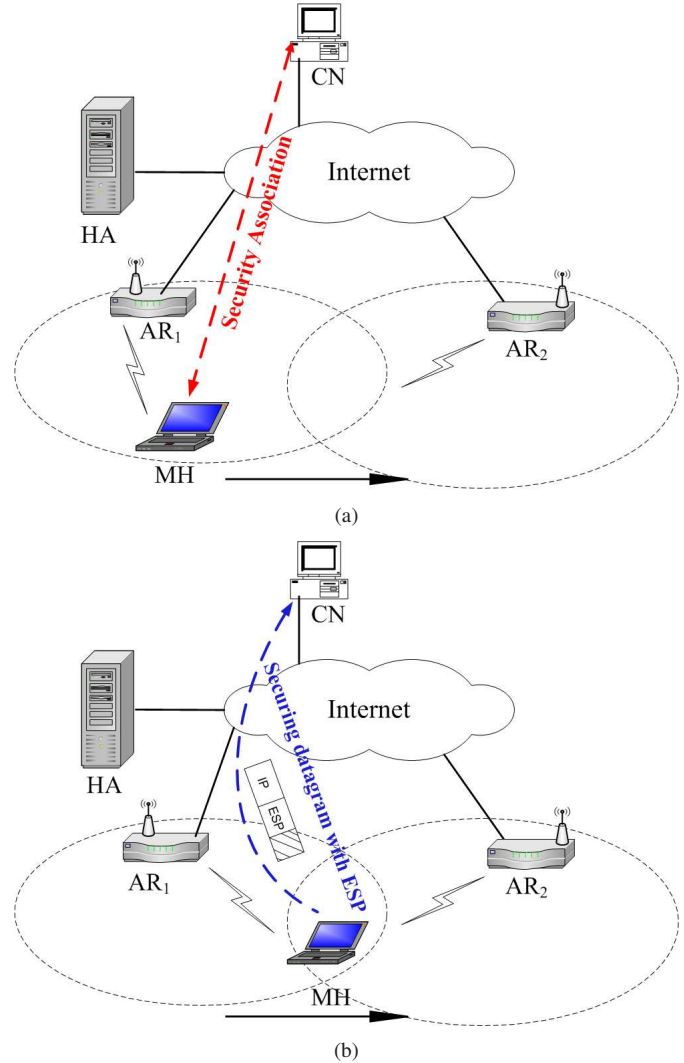 CN
Internet
Security Association
HA
AR1
AR2
MH
(a)
CN
Internet
Securing datagram with ESP
HA
IP
ESP
AR1
AR2
MH
(b)